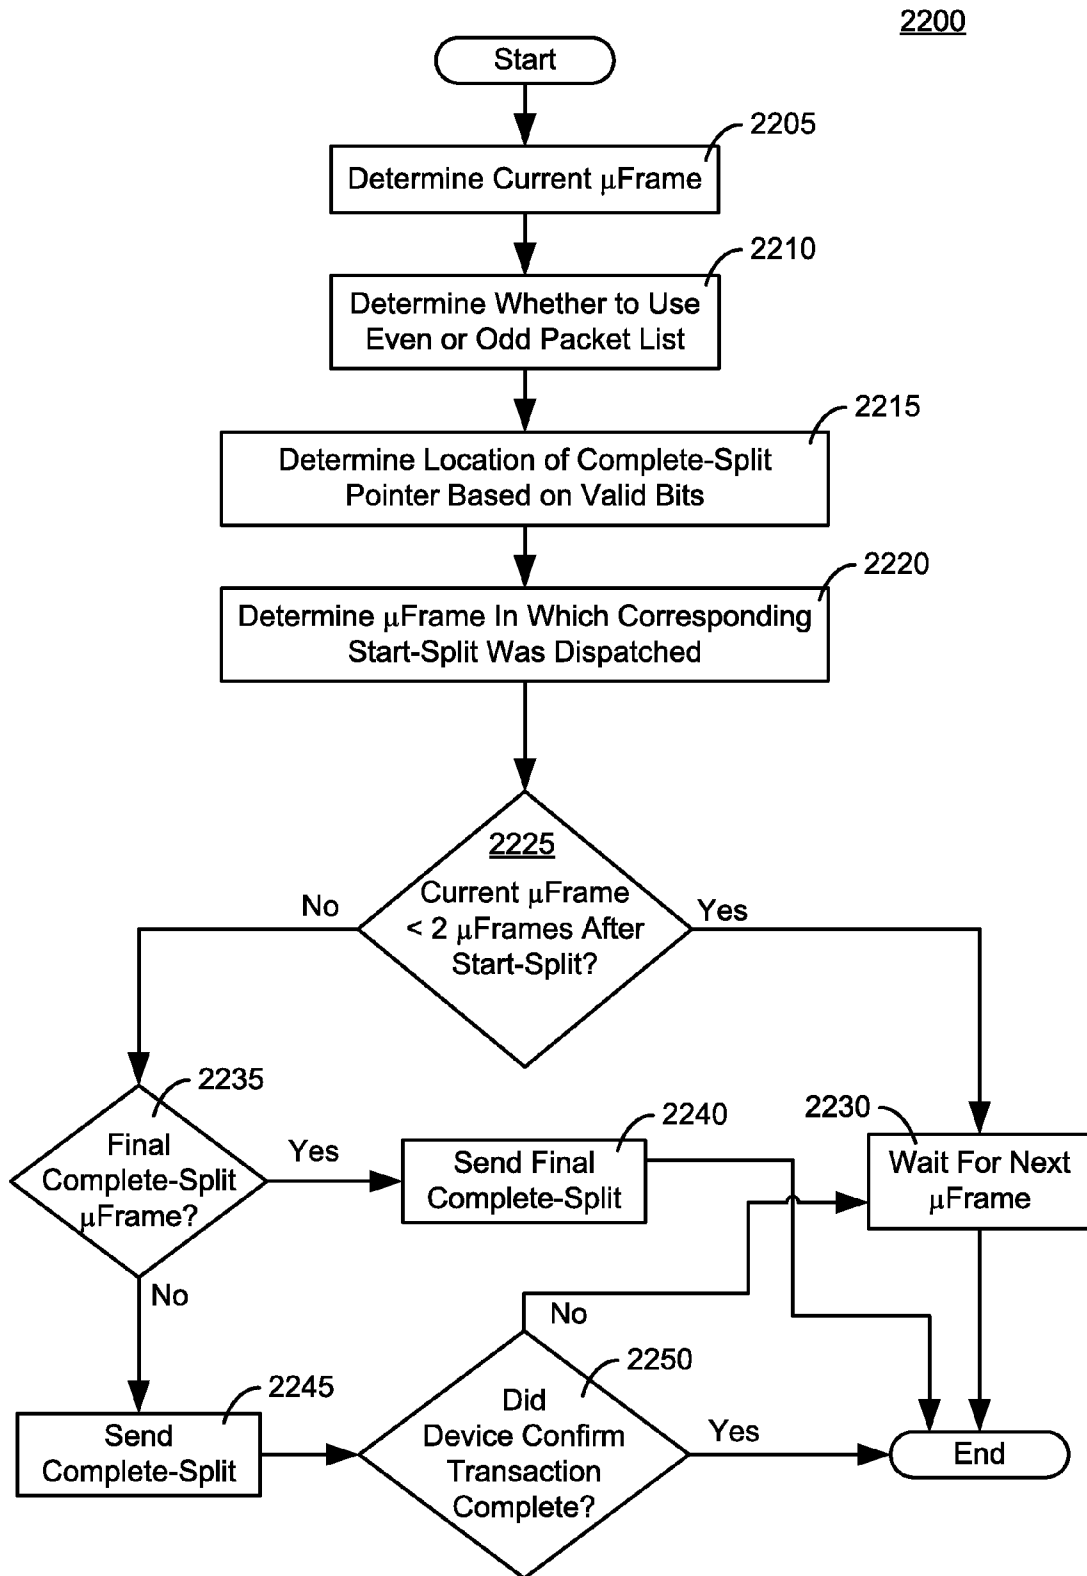 2200
Start
2205
Determine Current μFrame
2210
Determine Whether to Use
Even or Odd Packet List
2215
Determine Location of Complete-Split
Pointer Based on Valid Bits
2220
Determine μFrame In Which Corresponding
Start-Split Was Dispatched
2225
Current μFrame
< 2 μFrames After
Start-Split?
No
Yes
2235
Final
Complete-Split
μFrame?
Yes
2240
Send Final
Complete-Split
2230
Wait For Next
μFrame
No
No
2245
Send
Complete-Split
2250
Did
Device Confirm
Transaction
Complete?
Yes
End